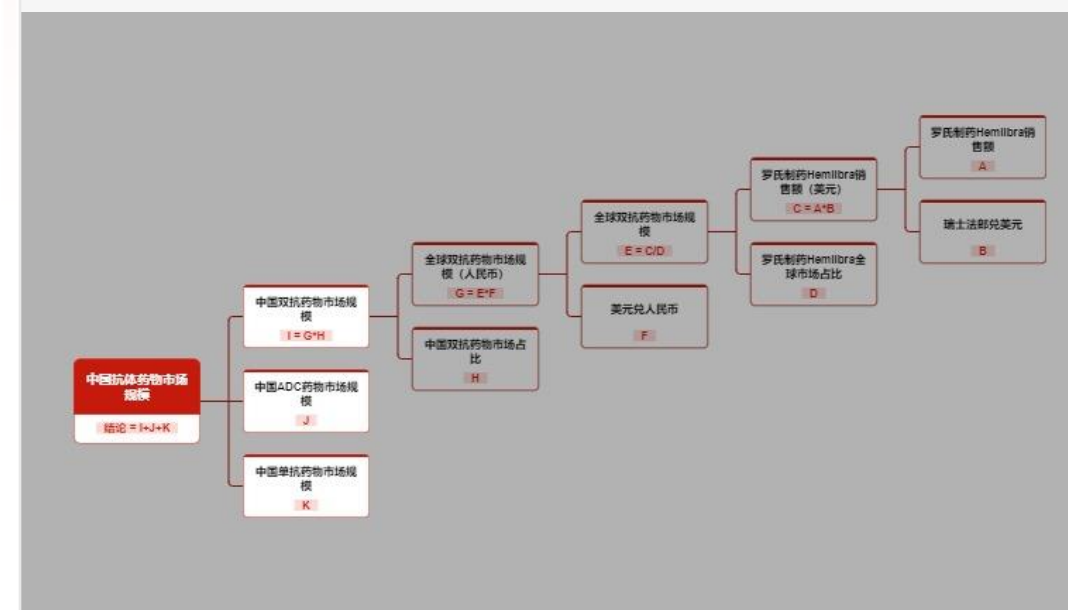 罗氏制药Hemlibra销
售额
A
罗氏制药Hemlibra销
售额（美元）
C = A*B
瑞士法郎兑美元
B
全球双抗药物市场规
模
E = C/D
罗氏制药Hemlibra全
球市场占比
D
全球双抗药物市场规
模（人民币）
G = E*F
美元兑人民币
F
中国双抗药物市场规
模
I = G*H
中国双抗药物市场占
比
H
中国抗体药物市场
规模
结论 = I+J+K
中国ADC药物市场规
模
J
中国单抗药物市场规
模
K